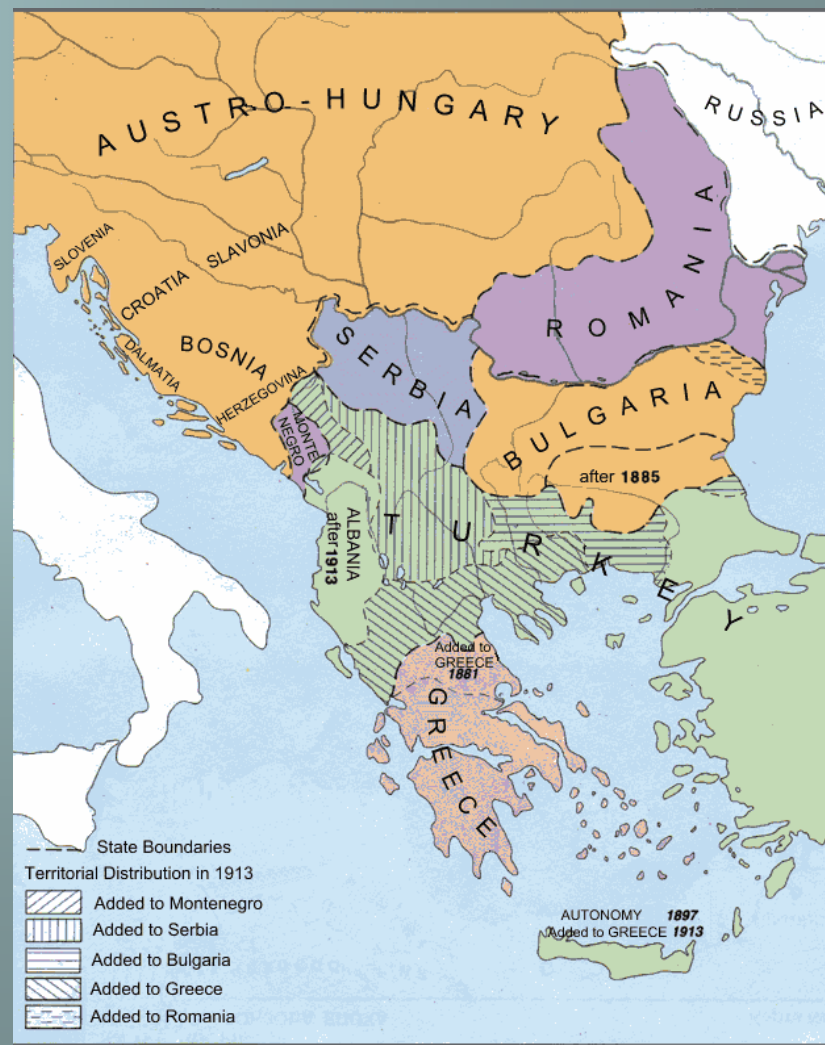 AUSTRO-HUNGARY
RUSSIA
ROMANIA
SLOVENIA
CROATIA
SLAVONIA
BOSNIA
DALMATIA
HERZEGOVINA
SERBIA
MONTE
NEGRO
BULGARIA
after 1885
TURKEY
ALBANIA
after 1913
Added to
GREECE
1881
GREECE
AUTONOMY 1897
Added to GREECE 1913
State Boundaries
Territorial Distribution in 1913
Added to Montenegro
Added to Serbia
Added to Bulgaria
Added to Greece
Added to Romania